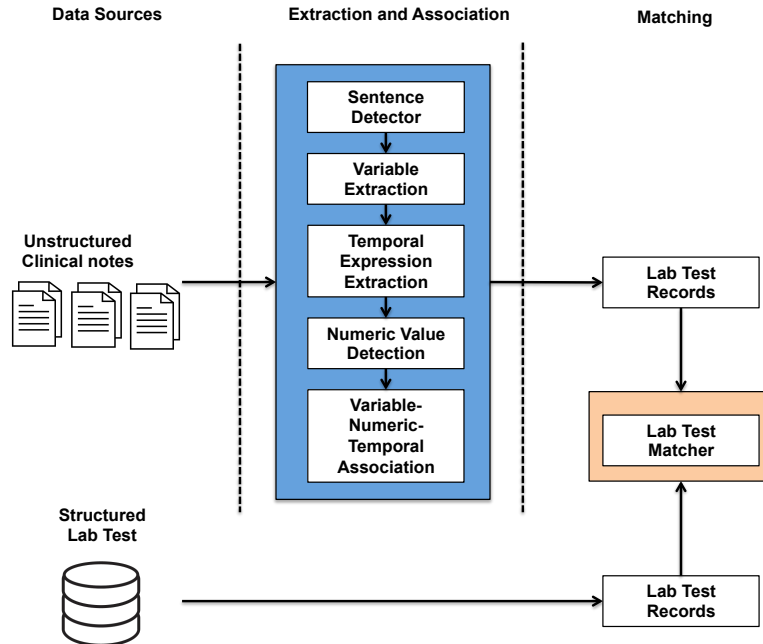 Data Sources
Extraction and Association
Matching
Sentence
Detector
Variable
Extraction
Unstructured
Clinical notes
Temporal
Expression
Extraction
Lab Test
Records
Numeric Value
Detection
Variable-
Numeric-
Temporal
Association
Lab Test
Matcher
Structured
Lab Test
Lab Test
Records